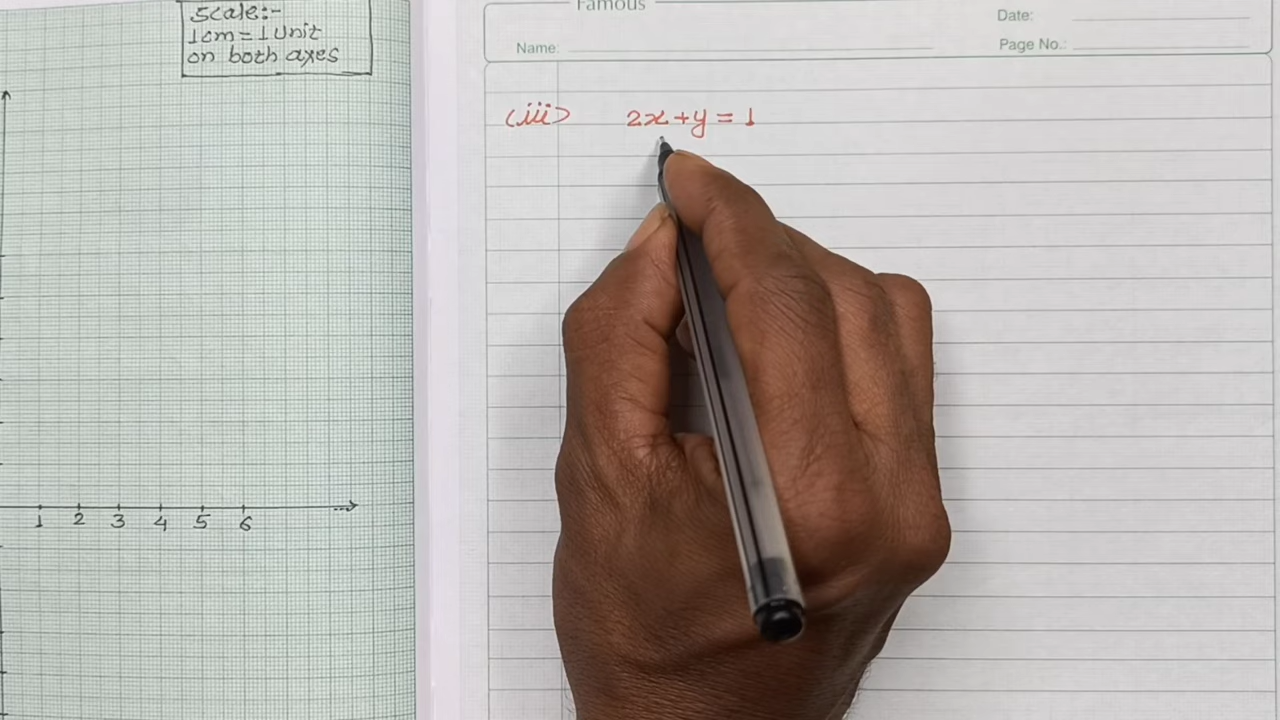 Scale:-
1cm = 1 unit
on both axes
1 2 3 4 5 6
Famous
Date:
Name:
Page No.:
(iii) 2x+y = 1